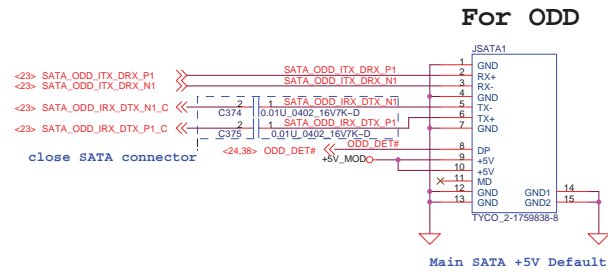 For ODD
JSATA1
<23> SATA_ODD_ITX_DRX_P1 SATA_ODD_ITX_DRX_P1
<23> SATA_ODD_ITX_DRX_N1 SATA_ODD_ITX_DRX_N1
<23> SATA_ODD_IRX_DTX_N1_C 2 1 SATA_ODD_IRX_DTX_N1
C374 0.01U_0402_16V7K~D
<23> SATA_ODD_IRX_DTX_P1_C 2 1 SATA_ODD_IRX_DTX_P1
C375 0.01U_0402_16V7K~D
close SATA connector
<24,38> ODD_DET# ODD_DET#
+5V_MOD
1 GND
2 RX+
3 RX-
4 GND
5 TX-
6 TX+
7 GND
8 DP
9 +5V
10 +5V
11 MD
12 GND GND1 14
13 GND GND2 15
TYCO_2-1759838-8
Main SATA +5V Default